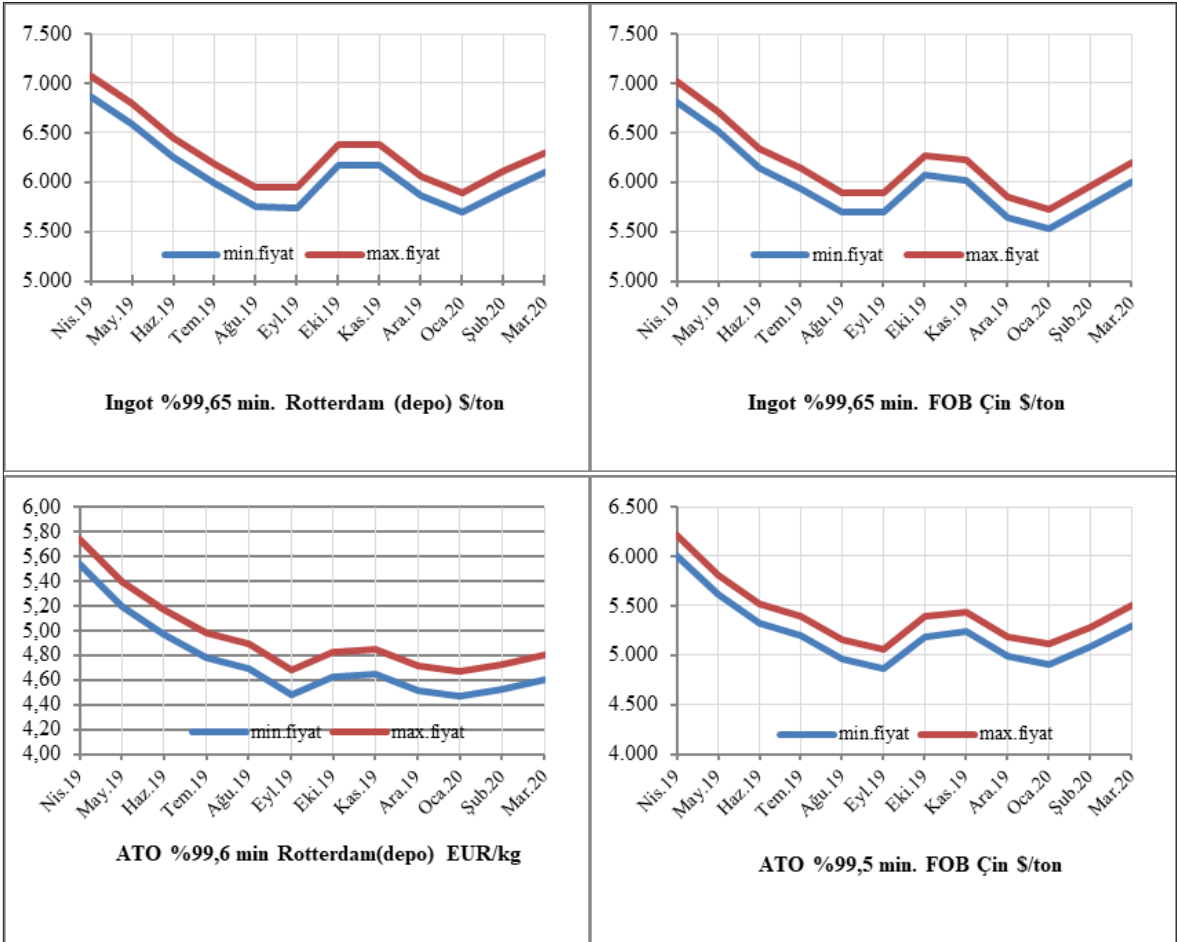 7.500
7.000
6.500
6.000
5.500
5.000
min.fiyat
max.fiyat
Nis.19
May.19
Haz.19
Tem.19
Ağu.19
Eyl.19
Eki.19
Kas.19
Ara.19
Oca.20
Şub.20
Mar.20
Ingot %99,65 min. Rotterdam (depo) $/ton
7.500
7.000
6.500
6.000
5.500
5.000
min.fiyat
max.fiyat
Nis.19
May.19
Haz.19
Tem.19
Ağu.19
Eyl.19
Eki.19
Kas.19
Ara.19
Oca.20
Şub.20
Mar.20
Ingot %99,65 min. FOB Çin $/ton
6,00
5,80
5,60
5,40
5,20
5,00
4,80
4,60
4,40
4,20
4,00
min.fiyat
max.fiyat
Nis.19
May.19
Haz.19
Tem.19
Ağu.19
Eyl.19
Eki.19
Kas.19
Ara.19
Oca.20
Şub.20
Mar.20
ATO %99,6 min Rotterdam(depo) EUR/kg
6.500
6.000
5.500
5.000
4.500
4.000
min.fiyat
max.fiyat
Nis.19
May.19
Haz.19
Tem.19
Ağu.19
Eyl.19
Eki.19
Kas.19
Ara.19
Oca.20
Şub.20
Mar.20
ATO %99,5 min. FOB Çin $/ton